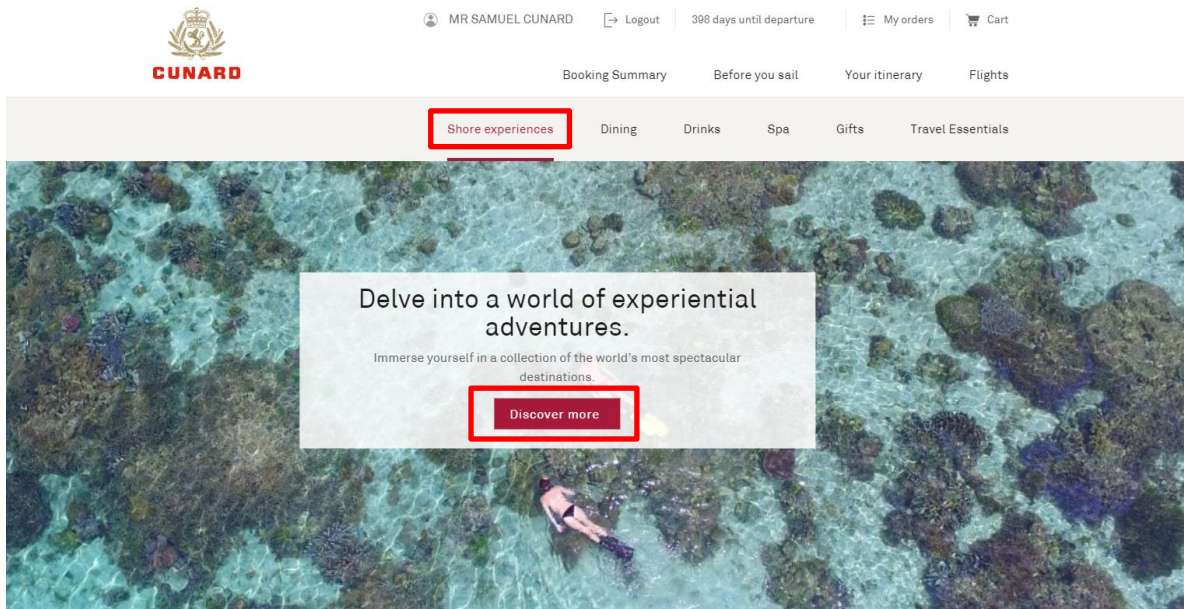 MR SAMUEL CUNARD Logout 398 days until departure My orders Cart
CUNARD
Booking Summary Before you sail Your itinerary Flights
Shore experiences Dining Drinks Spa Gifts Travel Essentials
Delve into a world of experiential
adventures.
Immerse yourself in a collection of the world's most spectacular
destinations.
Discover more